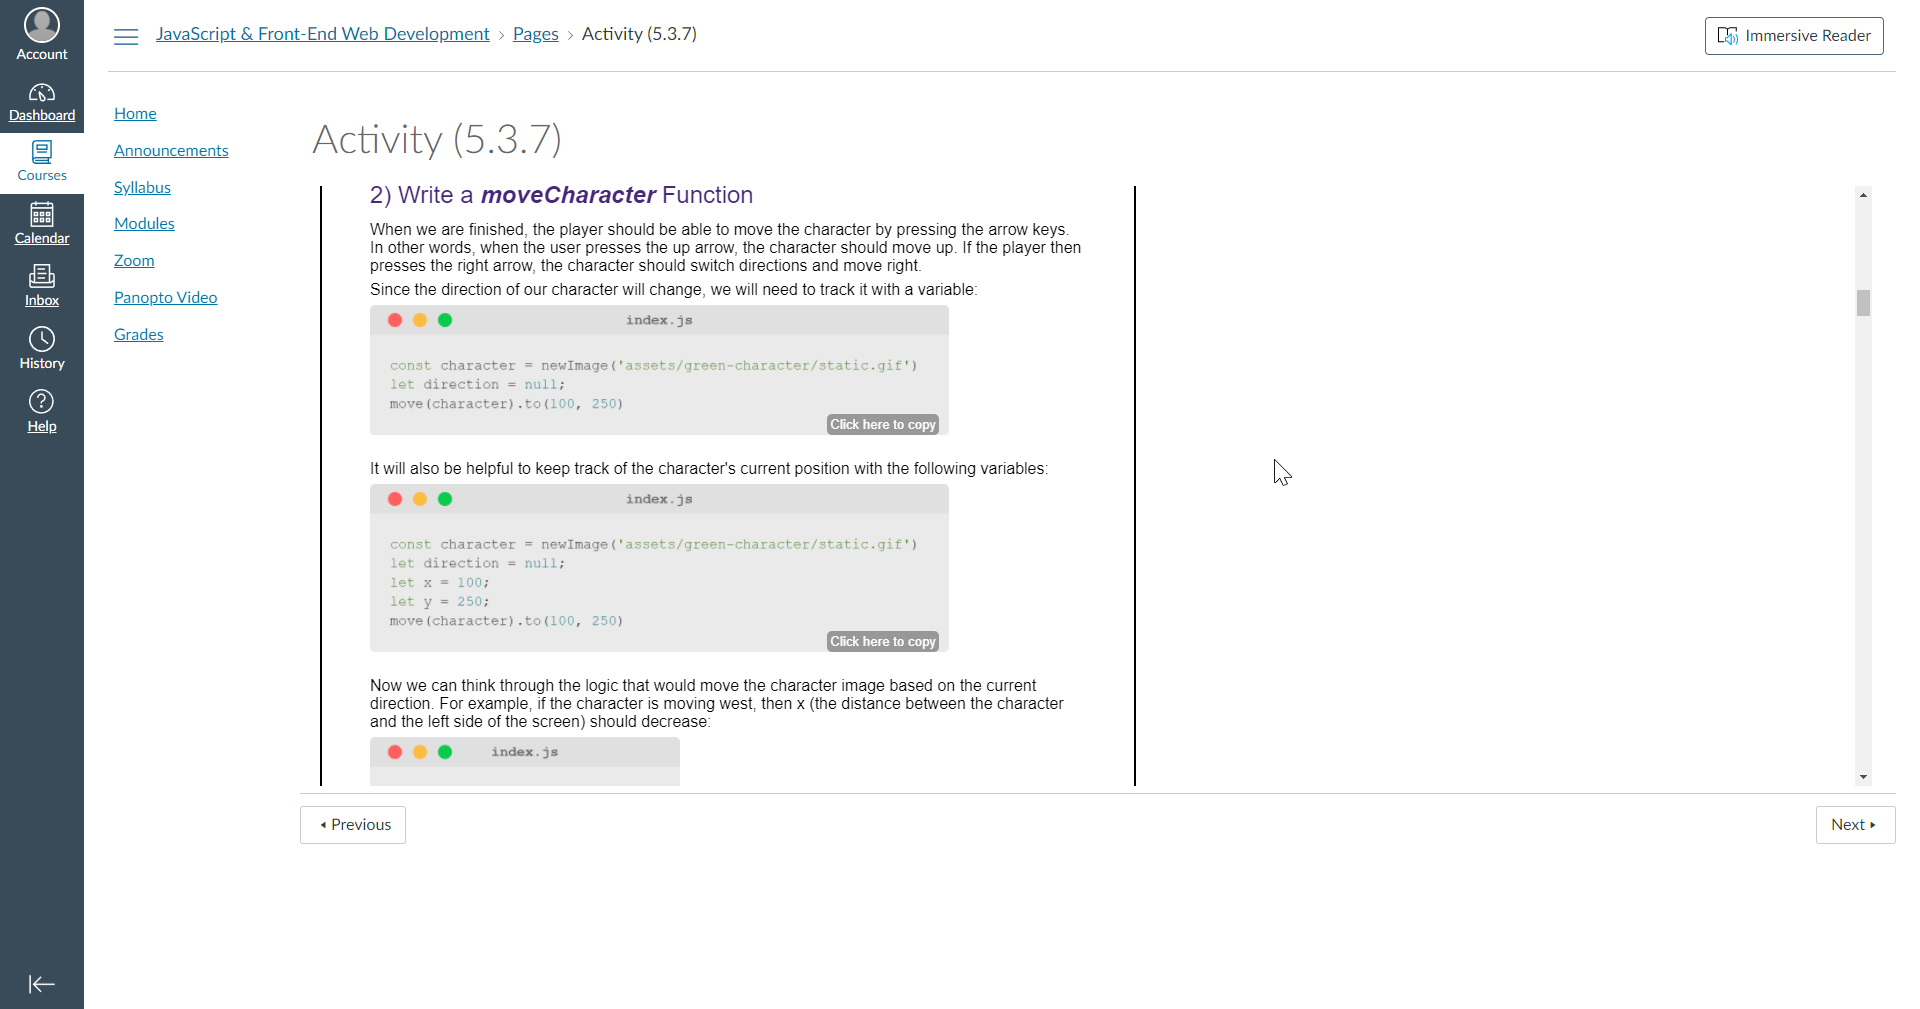 Account
Dashboard
Courses
Calendar
Inbox
History
Help
JavaScript & Front-End Web Development › Pages › Activity (5.3.7)
Immersive Reader
Home
Announcements
Syllabus
Modules
Zoom
Panopto Video
Grades
Activity (5.3.7)
2) Write a moveCharacter Function
When we are finished, the player should be able to move the character by pressing the arrow keys.
In other words, when the user presses the up arrow, the character should move up. If the player then
presses the right arrow, the character should switch directions and move right.
Since the direction of our character will change, we will need to track it with a variable:
index.js
const character = newImage('assets/green-character/static.gif')
let direction = null;
move(character).to(100, 250)
Click here to copy
It will also be helpful to keep track of the character's current position with the following variables:
index.js
const character = newImage('assets/green-character/static.gif')
let direction = null;
let x = 100;
let y = 250;
move(character).to(100, 250)
Click here to copy
Now we can think through the logic that would move the character image based on the current
direction. For example, if the character is moving west, then x (the distance between the character
and the left side of the screen) should decrease:
index.js
Previous
Next